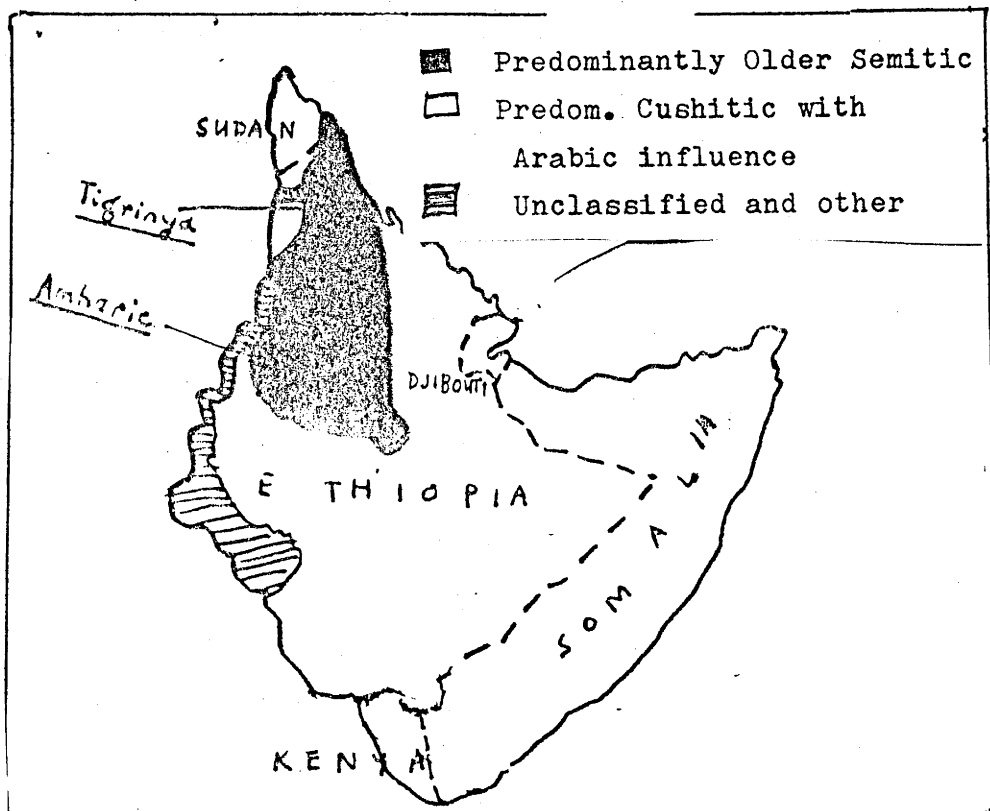 Predominantly Older Semitic
Predom. Cushitic with
Arabic influence
Unclassified and other
SUDAN
Tigrinya
Amharic
DJIBOUTI
ETHIOPIA
SOMALIA
KENYA